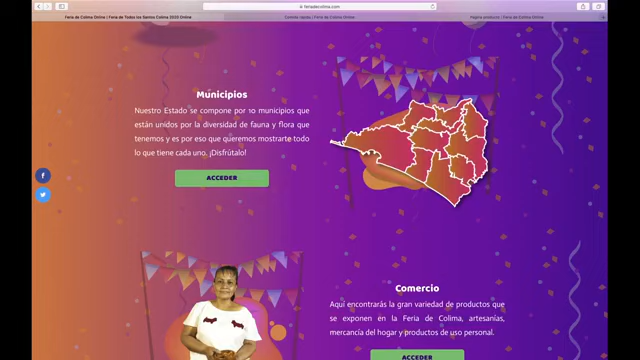 feriadecolima.com
Feria de Colima Online | Feria de Todos los Santos Colima 2020 Online
Comida rapida | Feria de Colima Online
Página producto | Feria de Colima Online
Municipios
Nuestro Estado se compone por 10 municipios que
están unidos por la diversidad de fauna y flora que
tenemos y es por eso que queremos mostrarte todo
lo que tiene cada uno. ¡Disfrútalo!
ACCEDER
Comercio
Aquí encontrarás la gran variedad de productos que
se exponen en la Feria de Colima, artesanías,
mercancía del hogar y productos de uso personal.
ACCEDER